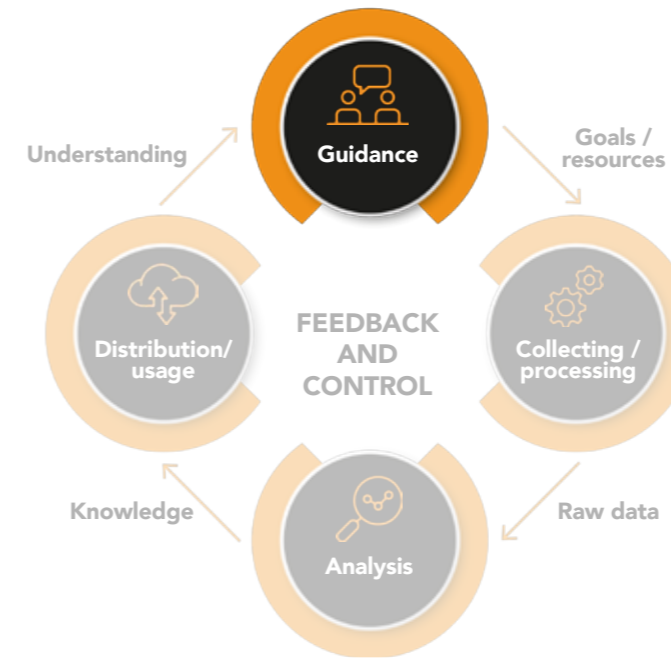 Guidance
Understanding
Goals /
resources
Distribution/
usage
FEEDBACK
AND
CONTROL
Collecting /
processing
Knowledge
Raw data
Analysis